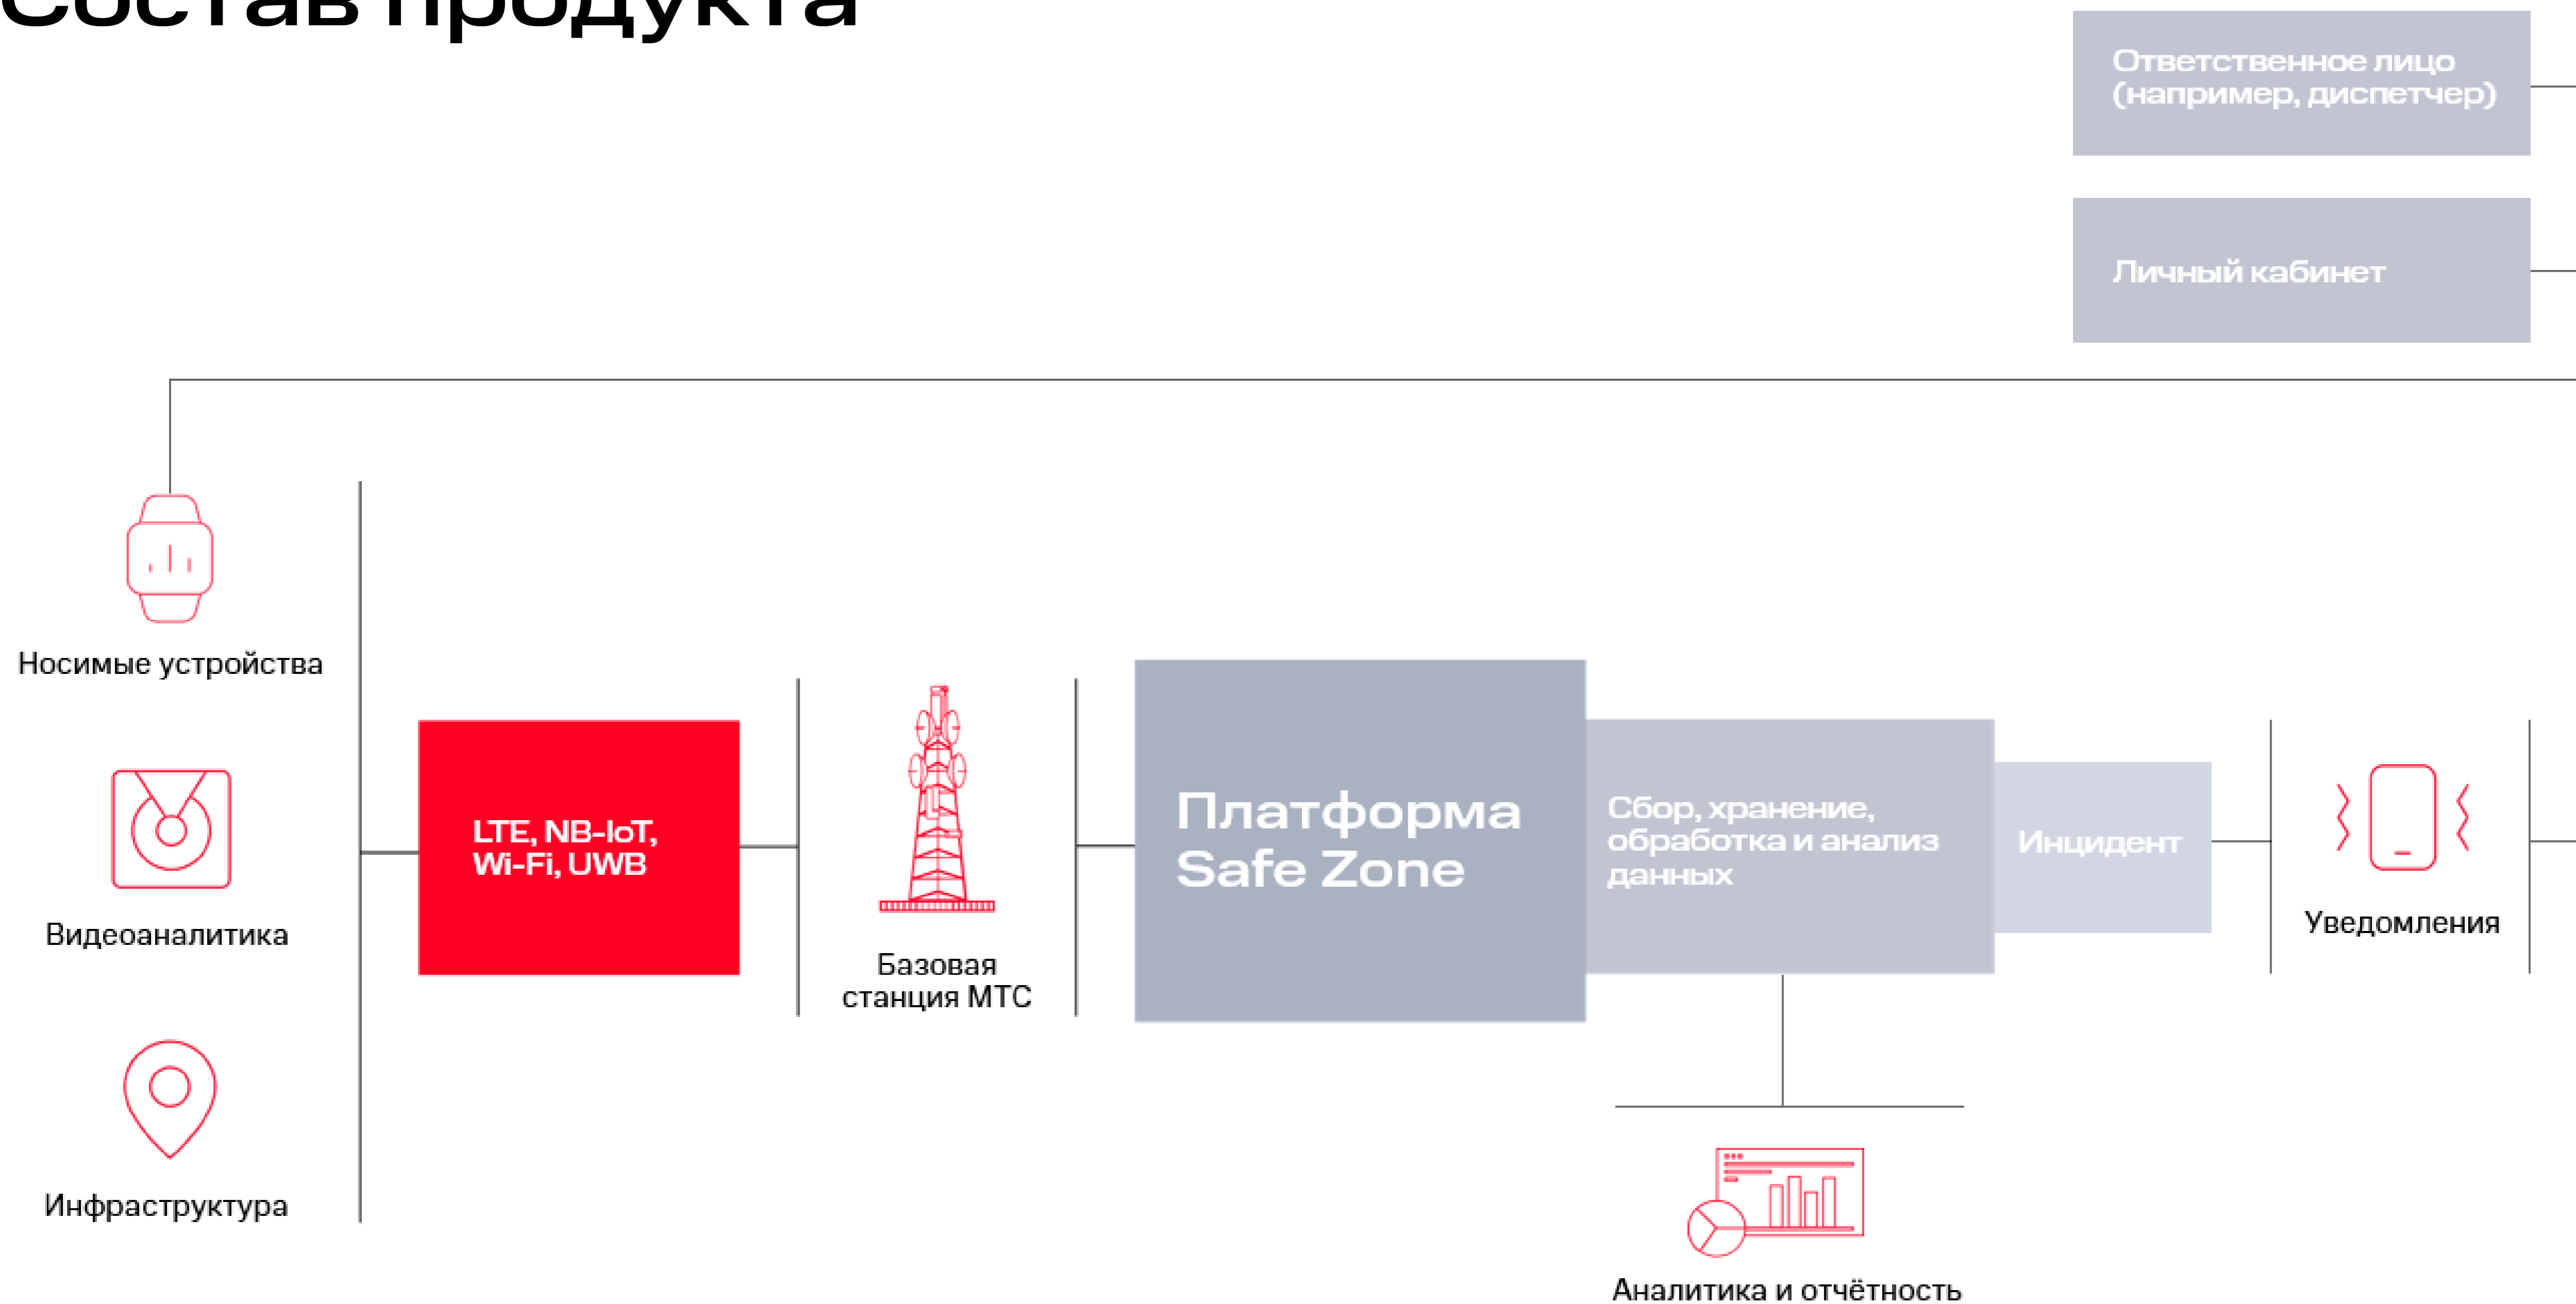 Состав продукта
Ответственное лицо
(например, диспетчер)
Личный кабинет
Носимые устройства
Видеоаналитика
Инфраструктура
LTE, NB-IoT,
Wi-Fi, UWB
Базовая
станция МТС
Платформа
Safe Zone
Сбор, хранение,
обработка и анализ
данных
Инцидент
Уведомления
Аналитика и отчётность